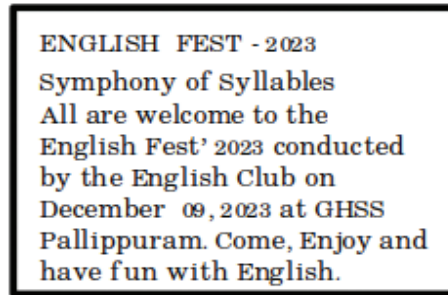 ENGLISH FEST - 2023
Symphony of Syllables
All are welcome to the
English Fest’ 2023 conducted
by the English Club on
December 09, 2023 at GHSS
Pallippuram. Come, Enjoy and
have fun with English.